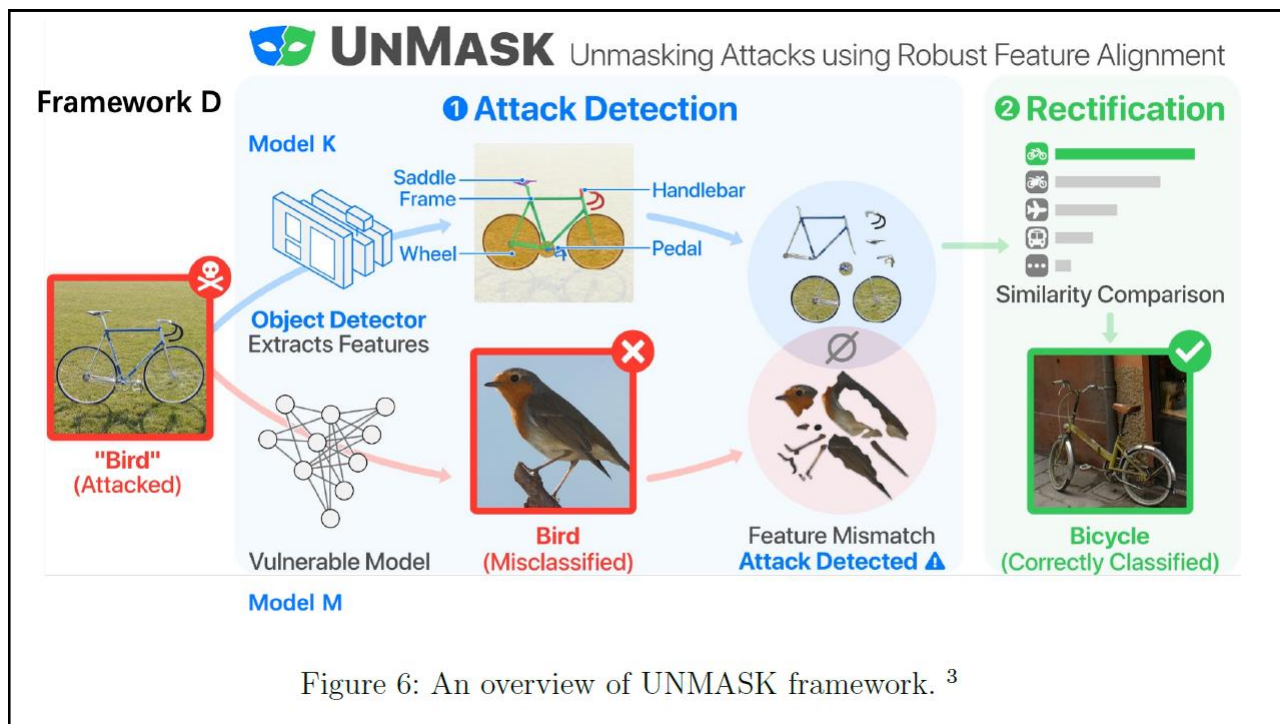 UNMASK Unmasking Attacks using Robust Feature Alignment
Framework D
❶ Attack Detection
Model K
Saddle
Frame
Wheel
Handlebar
Pedal
Object Detector
Extracts Features
"Bird"
(Attacked)
Vulnerable Model
Bird
(Misclassified)
∅
Feature Mismatch
Attack Detected
Model M
❷ Rectification
Similarity Comparison
Bicycle
(Correctly Classified)
Figure 6: An overview of UNMASK framework. ³